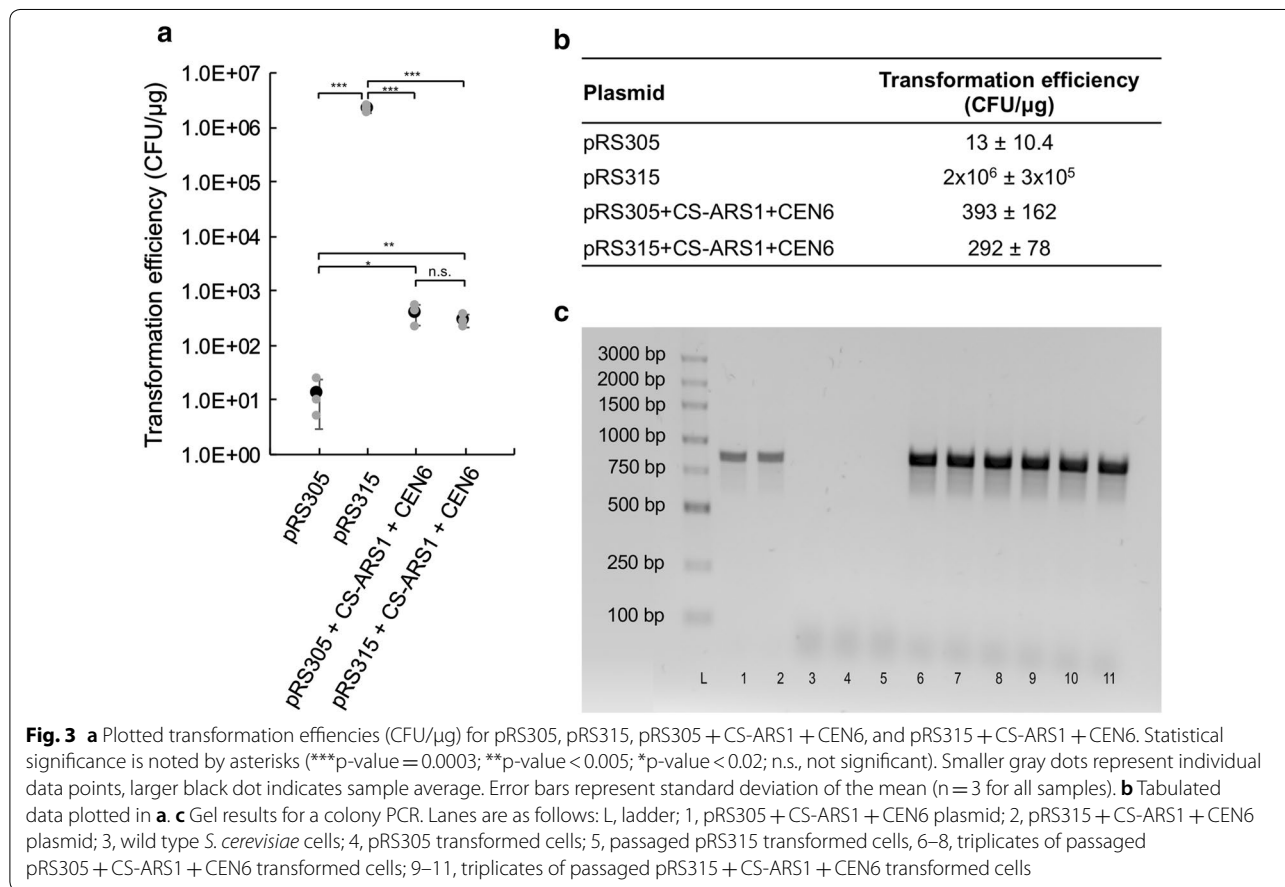 a
Transformation efficiency (CFU/µg)
1.0E+07
1.0E+06
1.0E+05
1.0E+04
1.0E+03
1.0E+02
1.0E+01
1.0E+00
***
***
***
**
*
n.s.
pRS305
pRS315
pRS305 + CS-ARS1 + CEN6
pRS315 + CS-ARS1 + CEN6
b
Plasmid Transformation efficiency
(CFU/µg)
pRS305 13 ± 10.4
pRS315 2x10⁶ ± 3x10⁵
pRS305+CS-ARS1+CEN6 393 ± 162
pRS315+CS-ARS1+CEN6 292 ± 78
c
3000 bp
2000 bp
1500 bp
1000 bp
750 bp
500 bp
250 bp
100 bp
L 1 2 3 4 5 6 7 8 9 10 11
Fig. 3 a Plotted transformation effiencies (CFU/µg) for pRS305, pRS315, pRS305 + CS-ARS1 + CEN6, and pRS315 + CS-ARS1 + CEN6. Statistical
significance is noted by asterisks (***p-value = 0.0003; **p-value < 0.005; *p-value < 0.02; n.s., not significant). Smaller gray dots represent individual
data points, larger black dot indicates sample average. Error bars represent standard deviation of the mean (n = 3 for all samples). b Tabulated
data plotted in a. c Gel results for a colony PCR. Lanes are as follows: L, ladder; 1, pRS305 + CS-ARS1 + CEN6 plasmid; 2, pRS315 + CS-ARS1 + CEN6
plasmid; 3, wild type S. cerevisiae cells; 4, pRS305 transformed cells; 5, passaged pRS315 transformed cells, 6–8, triplicates of passaged
pRS305 + CS-ARS1 + CEN6 transformed cells; 9–11, triplicates of passaged pRS315 + CS-ARS1 + CEN6 transformed cells